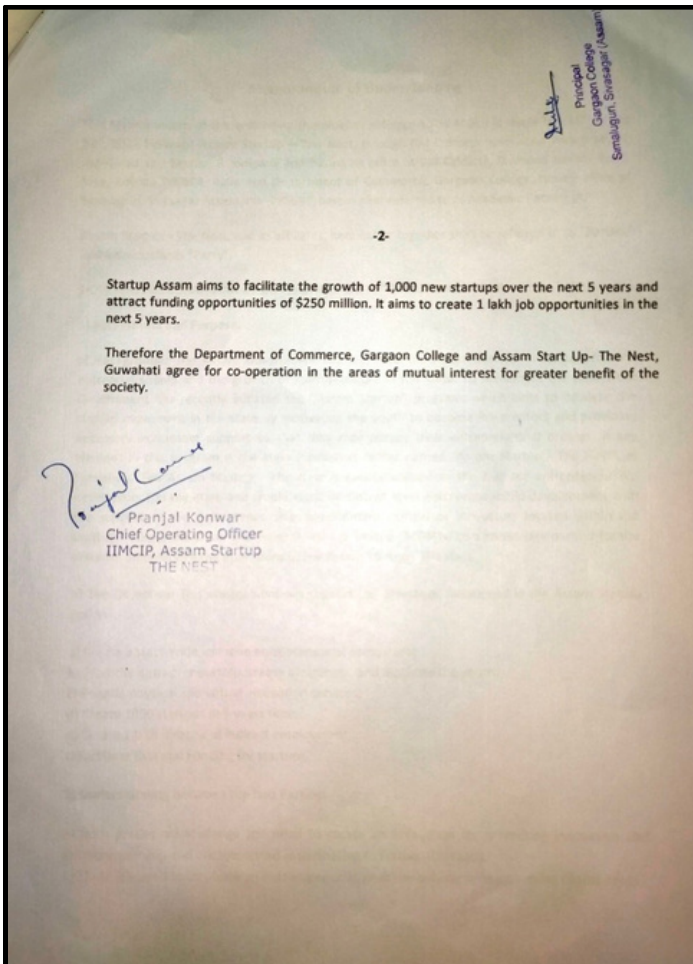 Principal
Gargaon College
Simaluguri, Sivasagar (Assam)
-2-
Startup Assam aims to facilitate the growth of 1,000 new startups over the next 5 years and
attract funding opportunities of $250 million. It aims to create 1 lakh job opportunities in the
next 5 years.
Therefore the Department of Commerce, Gargaon College and Assam Start Up- The Nest,
Guwahati agree for co-operation in the areas of mutual interest for greater benefit of the
society.
Pranjal Konwar
Chief Operating Officer
IIMCIP, Assam Startup
THE NEST